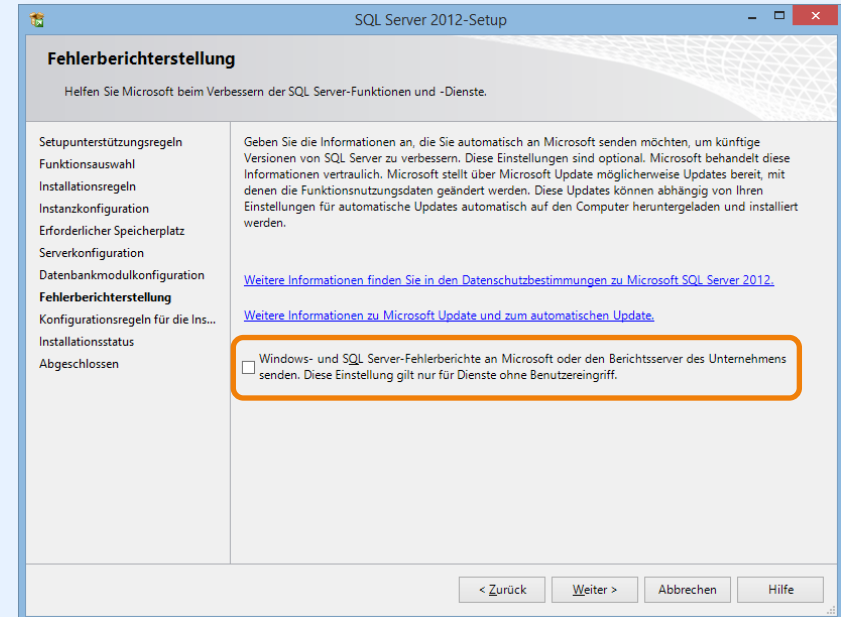 SQL Server 2012-Setup
Fehlerberichterstellung
Helfen Sie Microsoft beim Verbessern der SQL Server-Funktionen und -Dienste.
Setupunterstützungsregeln
Funktionsauswahl
Installationsregeln
Instanzkonfiguration
Erforderlicher Speicherplatz
Serverkonfiguration
Datenbankmodulkonfiguration
Fehlerberichterstellung
Konfigurationsregeln für die Ins...
Installationsstatus
Abgeschlossen
Geben Sie die Informationen an, die Sie automatisch an Microsoft senden möchten, um künftige
Versionen von SQL Server zu verbessern. Diese Einstellungen sind optional. Microsoft behandelt diese
Informationen vertraulich. Microsoft stellt über Microsoft Update möglicherweise Updates bereit, mit
denen die Funktionsnutzungsdaten geändert werden. Diese Updates können abhängig von Ihren
Einstellungen für automatische Updates automatisch auf den Computer heruntergeladen und installiert
werden.
Weitere Informationen finden Sie in den Datenschutzbestimmungen zu Microsoft SQL Server 2012.
Weitere Informationen zu Microsoft Update und zum automatischen Update.
Windows- und SQL Server-Fehlerberichte an Microsoft oder den Berichtsserver des Unternehmens
senden. Diese Einstellung gilt nur für Dienste ohne Benutzereingriff.
< Zurück
Weiter >
Abbrechen
Hilfe